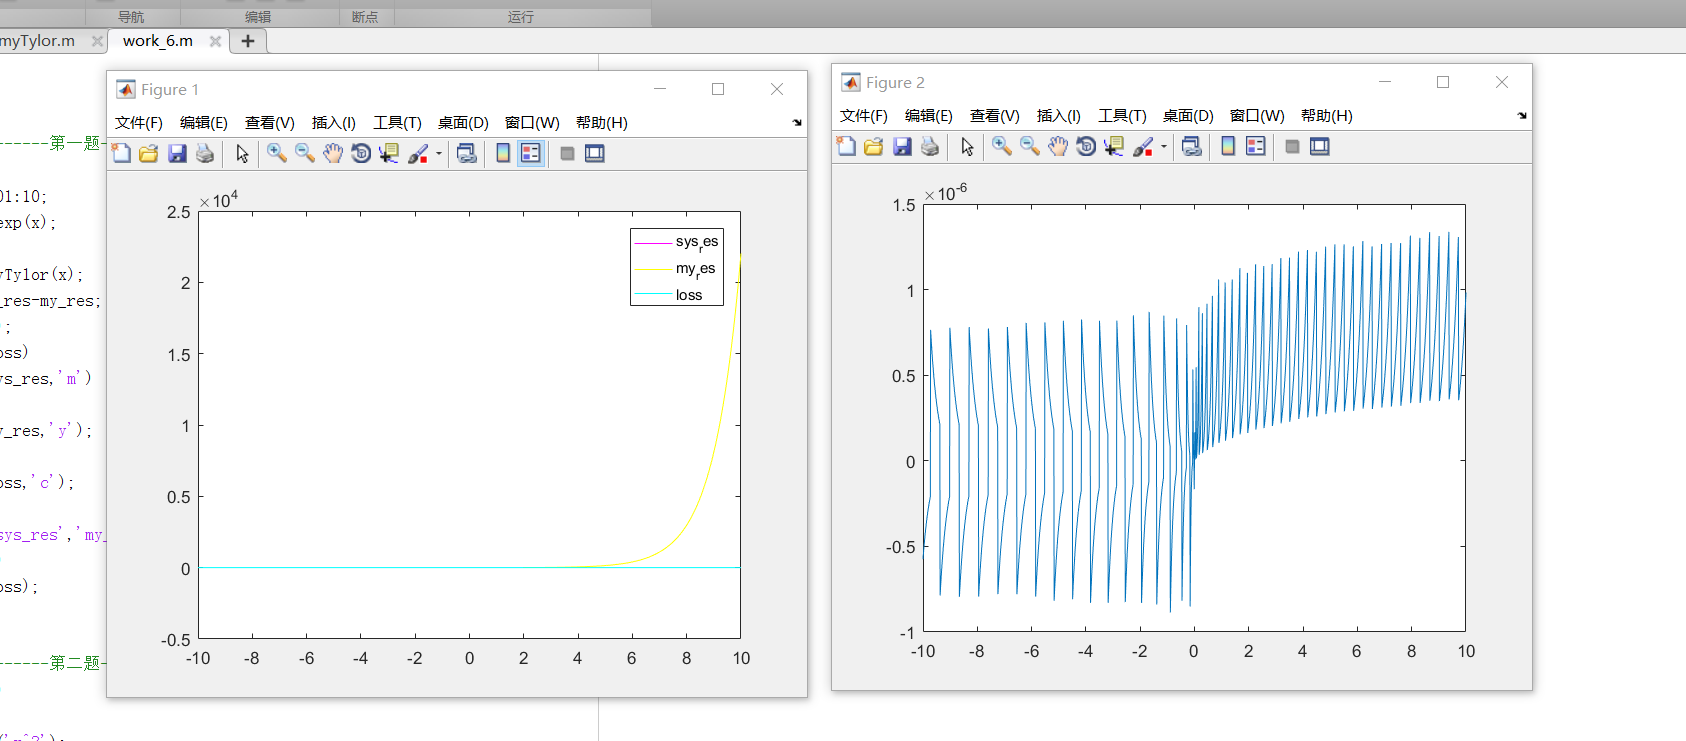 导航
编辑
断点
运行
myTylor.m
work_6.m
------第一题-
01:10;
exp(x);
yTylor(x);
_res-my_res;
;
oss)
ys_res,'m')
y_res,'y');
oss,'c');
sys_res','my_
oss);
------第二题-
('x^2');
Figure 1
文件(F) 编辑(E) 查看(V) 插入(I) 工具(T) 桌面(D) 窗口(W) 帮助(H)
×10^4
2.5
2
1.5
1
0.5
0
-0.5
-10 -8 -6 -4 -2 0 2 4 6 8 10
sys_res
my_res
loss
Figure 2
文件(F) 编辑(E) 查看(V) 插入(I) 工具(T) 桌面(D) 窗口(W) 帮助(H)
×10^-6
1.5
1
0.5
0
-0.5
-1
-10 -8 -6 -4 -2 0 2 4 6 8 10